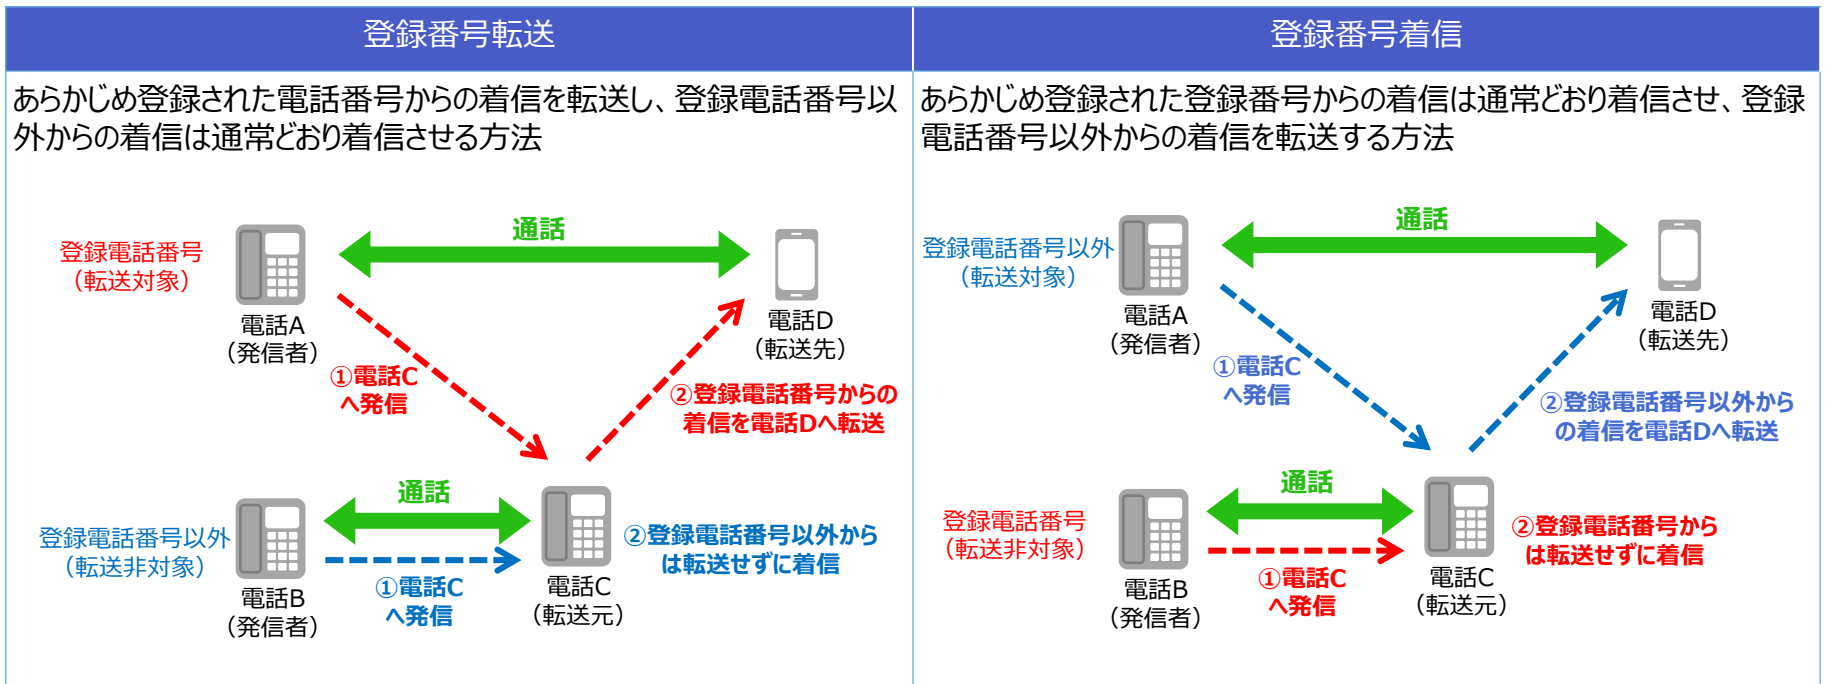 登録番号転送
あらかじめ登録された電話番号からの着信を転送し、登録電話番号以
外からの着信は通常どおり着信させる方法
通話
登録電話番号
（転送対象）
電話A
（発信者）
電話D
（転送先）
①電話C
へ発信
②登録電話番号からの
着信を電話Dへ転送
通話
登録電話番号以外
（転送非対象）
②登録電話番号以外から
は転送せずに着信
①電話C
へ発信
電話B
（発信者）
電話C
（転送元）
登録番号着信
あらかじめ登録された登録番号からの着信は通常どおり着信させ、登録
電話番号以外からの着信を転送する方法
通話
登録電話番号以外
（転送対象）
電話A
（発信者）
電話D
（転送先）
①電話C
へ発信
②登録電話番号以外から
の着信を電話Dへ転送
通話
登録電話番号
（転送非対象）
②登録電話番号から
は転送せずに着信
①電話C
へ発信
電話B
（発信者）
電話C
（転送元）